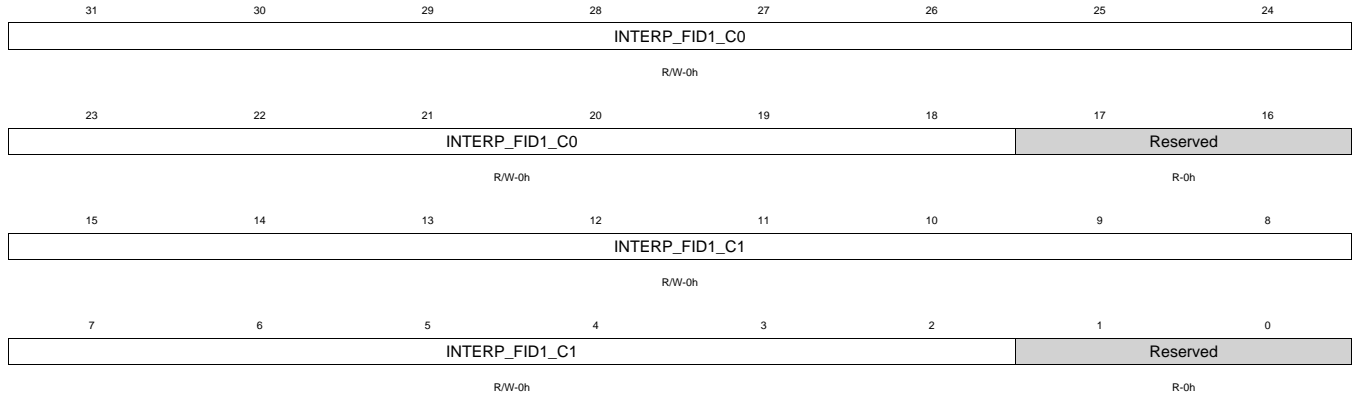 31 30 29 28 27 26 25 24
INTERP_FID1_C0
R/W-0h
23 22 21 20 19 18 17 16
INTERP_FID1_C0 Reserved
R/W-0h R-0h
15 14 13 12 11 10 9 8
INTERP_FID1_C1
R/W-0h
7 6 5 4 3 2 1 0
INTERP_FID1_C1 Reserved
R/W-0h R-0h